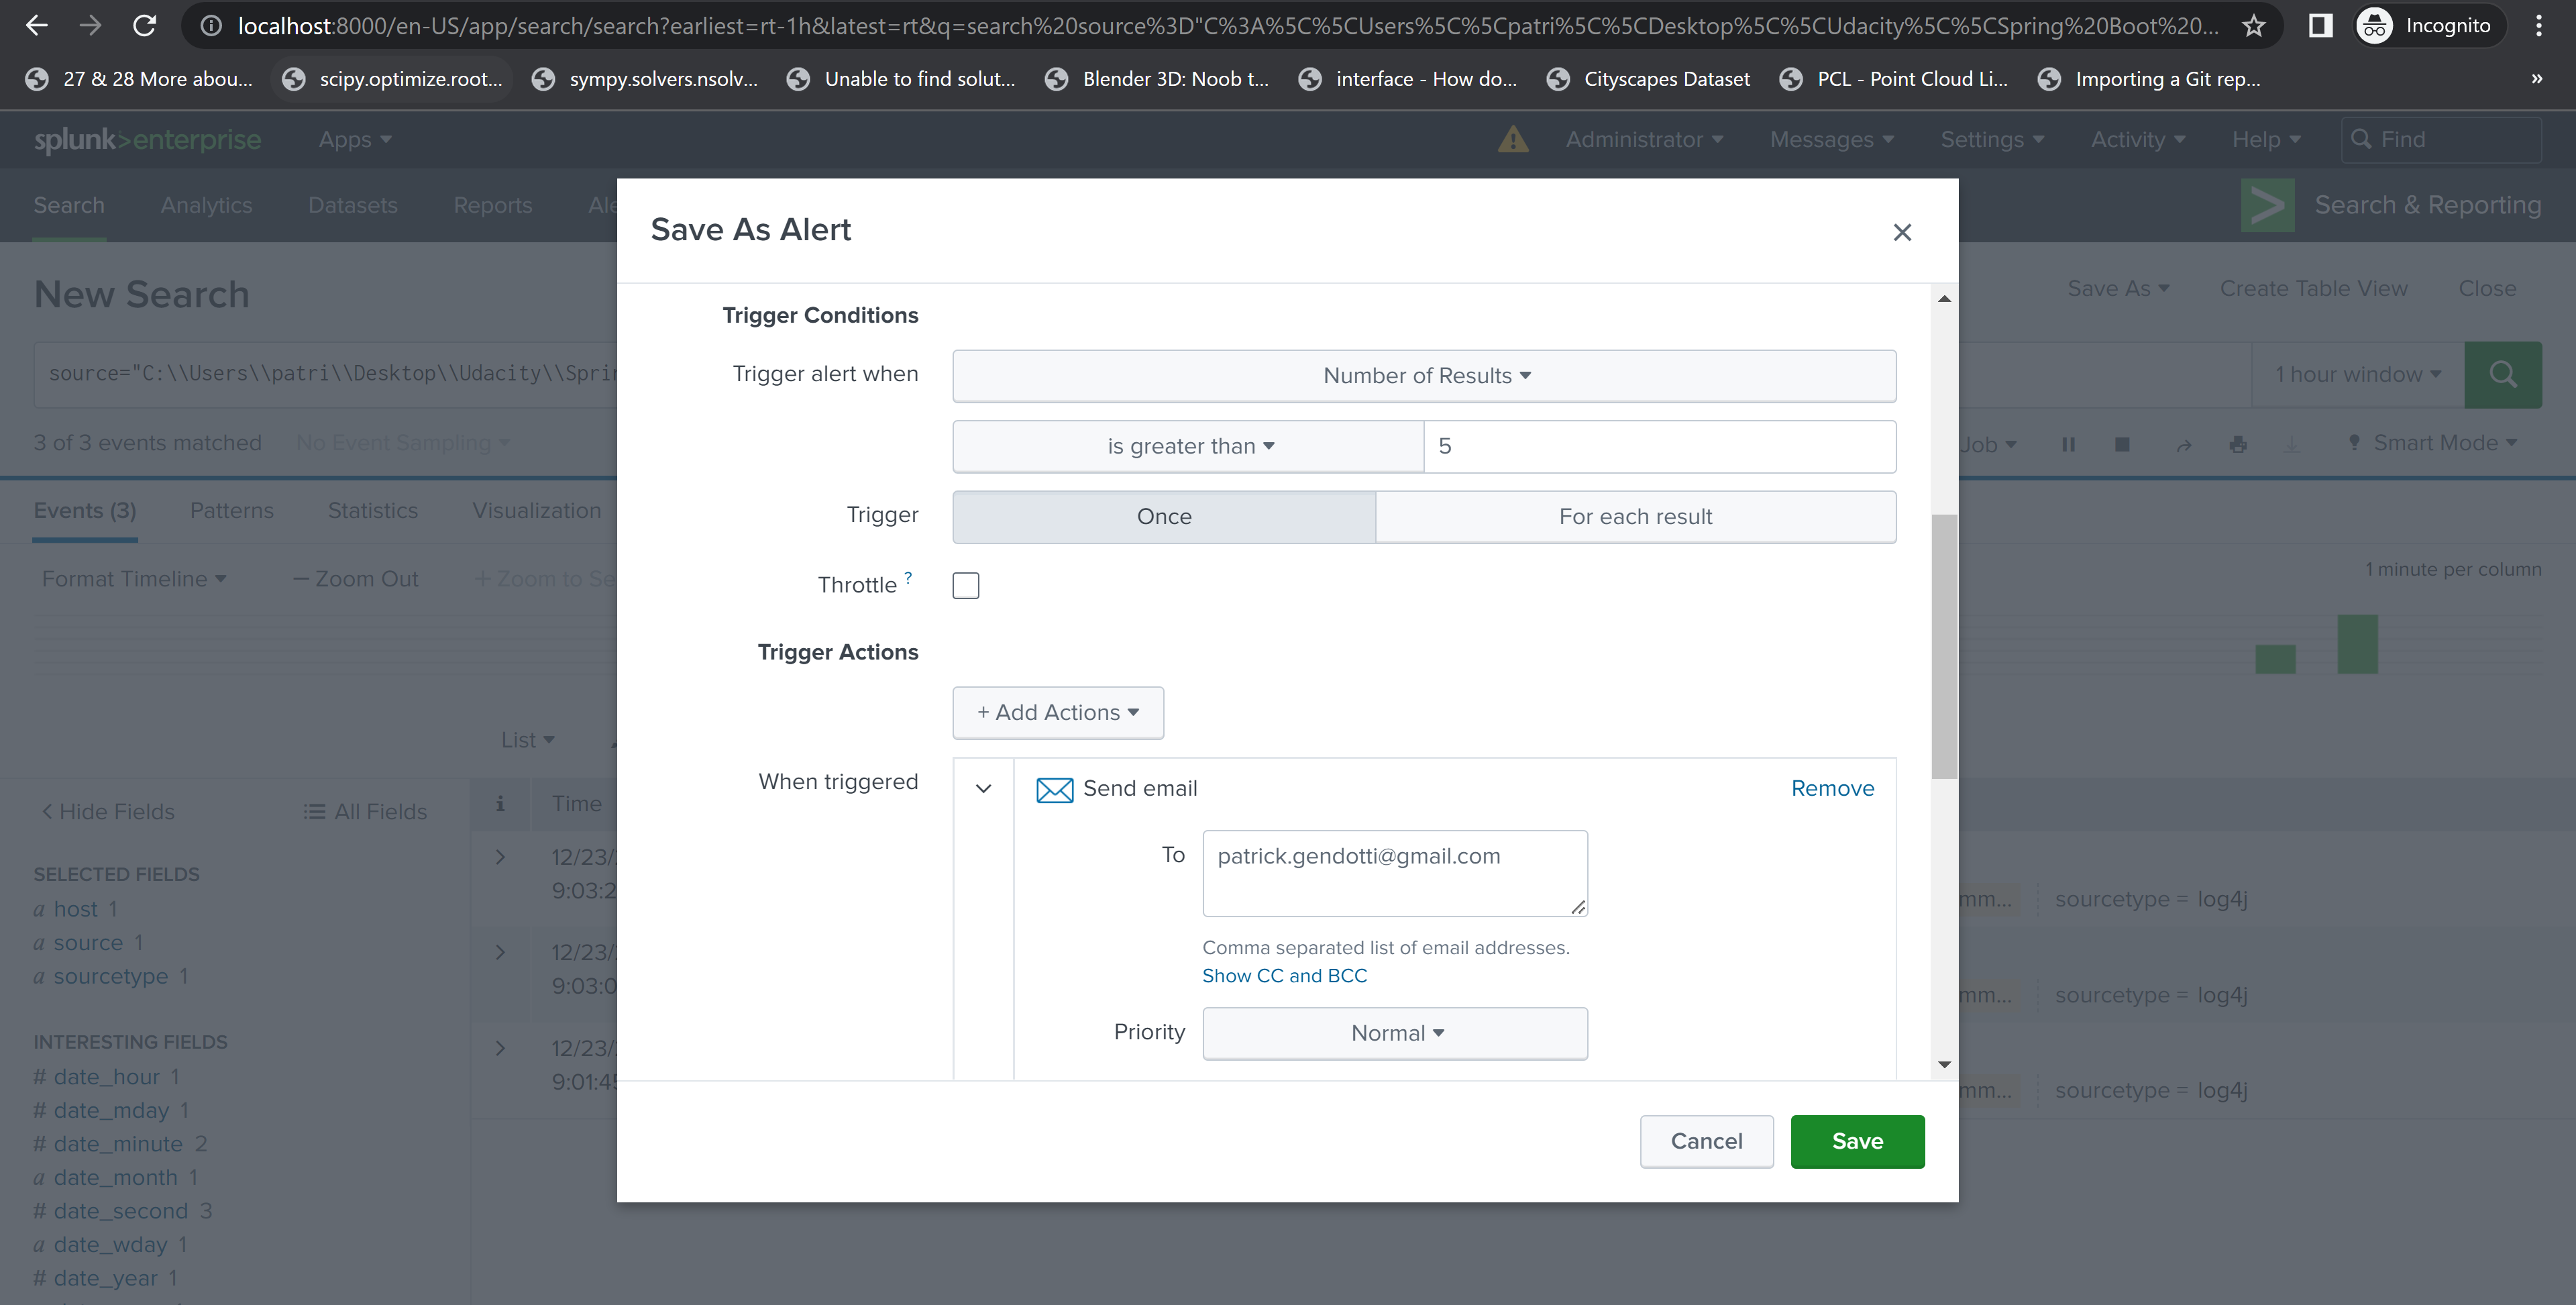 localhost:8000/en-US/app/search/search?earliest=rt-1h&latest=rt&q=search%20source%3D"C%3A%5C%5CUsers%5C%5Cpatri%5C%5CDesktop%5C%5CUdacity%5C%5CSpring%20Boot%20... Incognito
27 & 28 More abou... scipy.optimize.root... sympy.solvers.nsolv... Unable to find solut... Blender 3D: Noob t... interface - How do... Cityscapes Dataset PCL - Point Cloud Li... Importing a Git rep... »
splunk>enterprise Apps Administrator Messages Settings Activity Help Find
Search Analytics Datasets Reports Ale Search & Reporting
Save As Alert
New Search Save As Create Table View Close
Trigger Conditions
source="C:\\Users\\patri\\Desktop\\Udacity\\Sprin 1 hour window
Trigger alert when Number of Results
3 of 3 events matched No Event Sampling Job Smart Mode
is greater than 5
Events (3) Patterns Statistics Visualization
Trigger Once For each result
Format Timeline — Zoom Out + Zoom to Se 1 minute per column
Throttle ?
Trigger Actions
+ Add Actions
List
When triggered Send email Remove
< Hide Fields All Fields i Time
To patrick.gendotti@gmail.com
Comma separated list of email addresses.
Show CC and BCC
Priority Normal
Cancel Save
SELECTED FIELDS
a host 1
a source 1
a sourcetype 1
INTERESTING FIELDS
# date_hour 1
# date_mday 1
# date_minute 2
a date_month 1
# date_second 3
a date_wday 1
# date_year 1
12/23/
9:03:2
mm... sourcetype = log4j
12/23/
9:03:0
mm... sourcetype = log4j
12/23/
9:01:45
mm... sourcetype = log4j